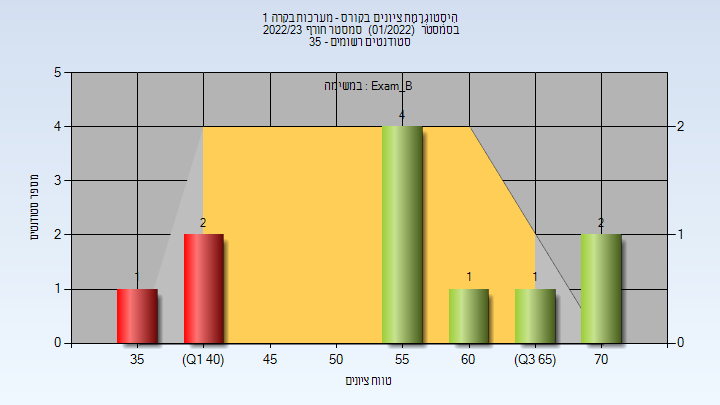 היסטוגרמת ציונים בקורס - מערכות בקרה 1
בסמסטר (01/2022) סמסטר חורף 2022/23
סטודנטים רשומים - 35
במשימה : Exam_B
5
4
3
2
1
0
2
1
0
מספר סטודנטים
1
2
4
1
1
2
35
(Q1 40)
45
50
55
60
(Q3 65)
70
טווח ציונים